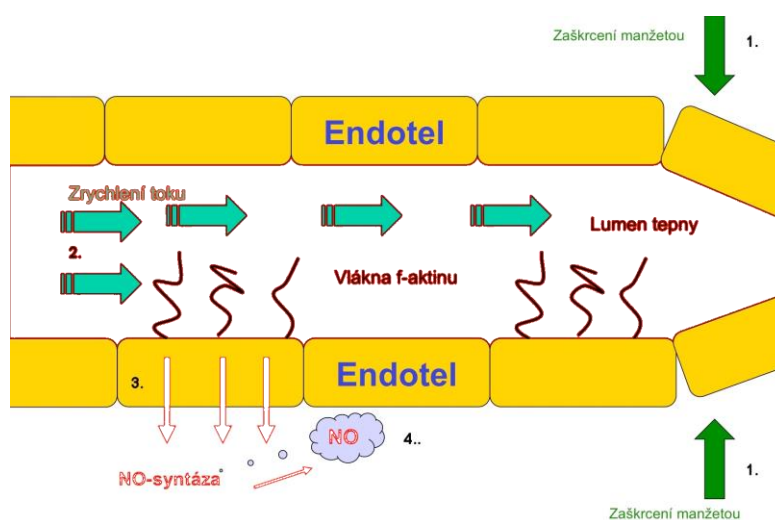 Zaškrcení manžetou
1.
Endotel
Zrychlení toku
2.
Lumen tepny
Vlákna f-aktinu
3.
Endotel
NO
4..
NO-syntáza
1.
Zaškrcení manžetou